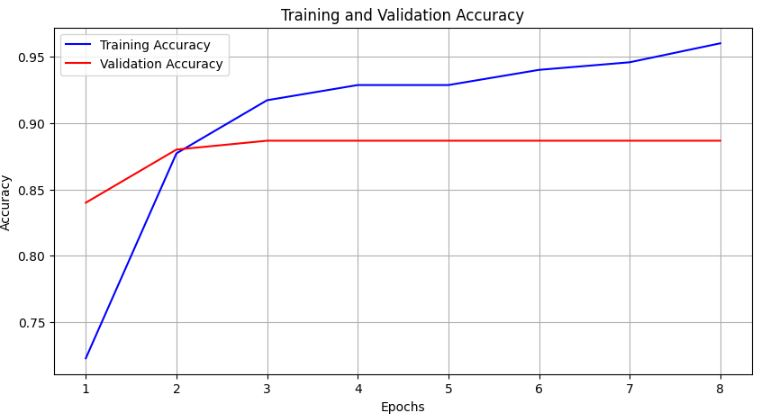 Training and Validation Accuracy
Training Accuracy
Validation Accuracy
Accuracy
0.95
0.90
0.85
0.80
0.75
1 2 3 4 5 6 7 8
Epochs